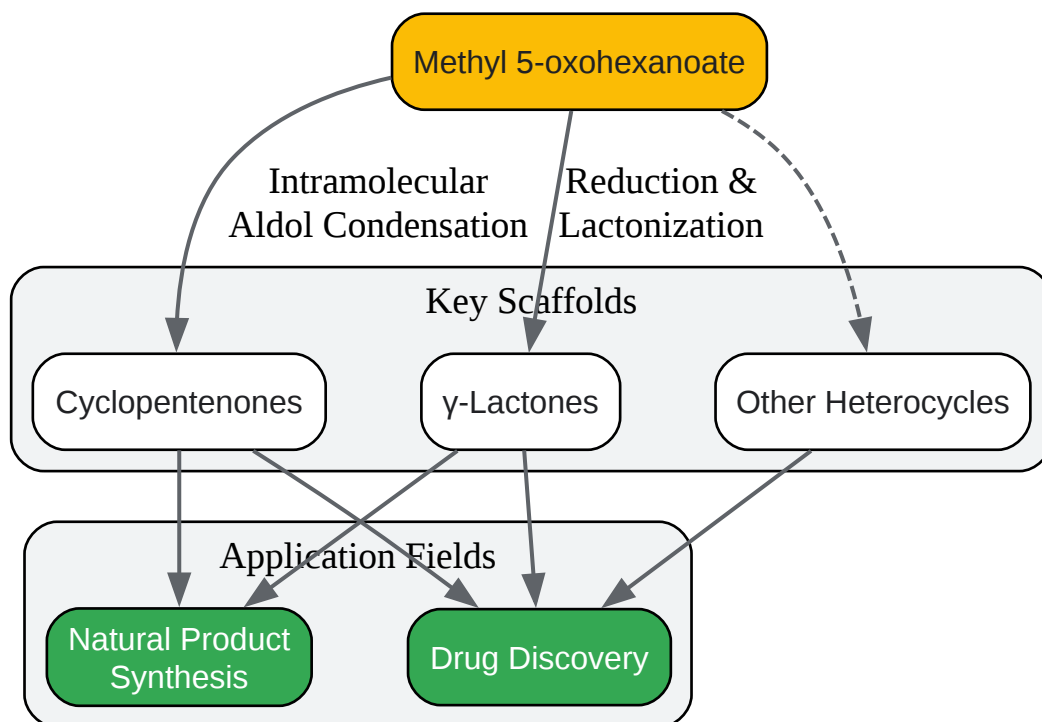 Methyl 5-oxohexanoate
Intramolecular
Aldol Condensation
Reduction &
Lactonization
Key Scaffolds
Cyclopentenones
γ-Lactones
Other Heterocycles
Application Fields
Natural Product
Synthesis
Drug Discovery